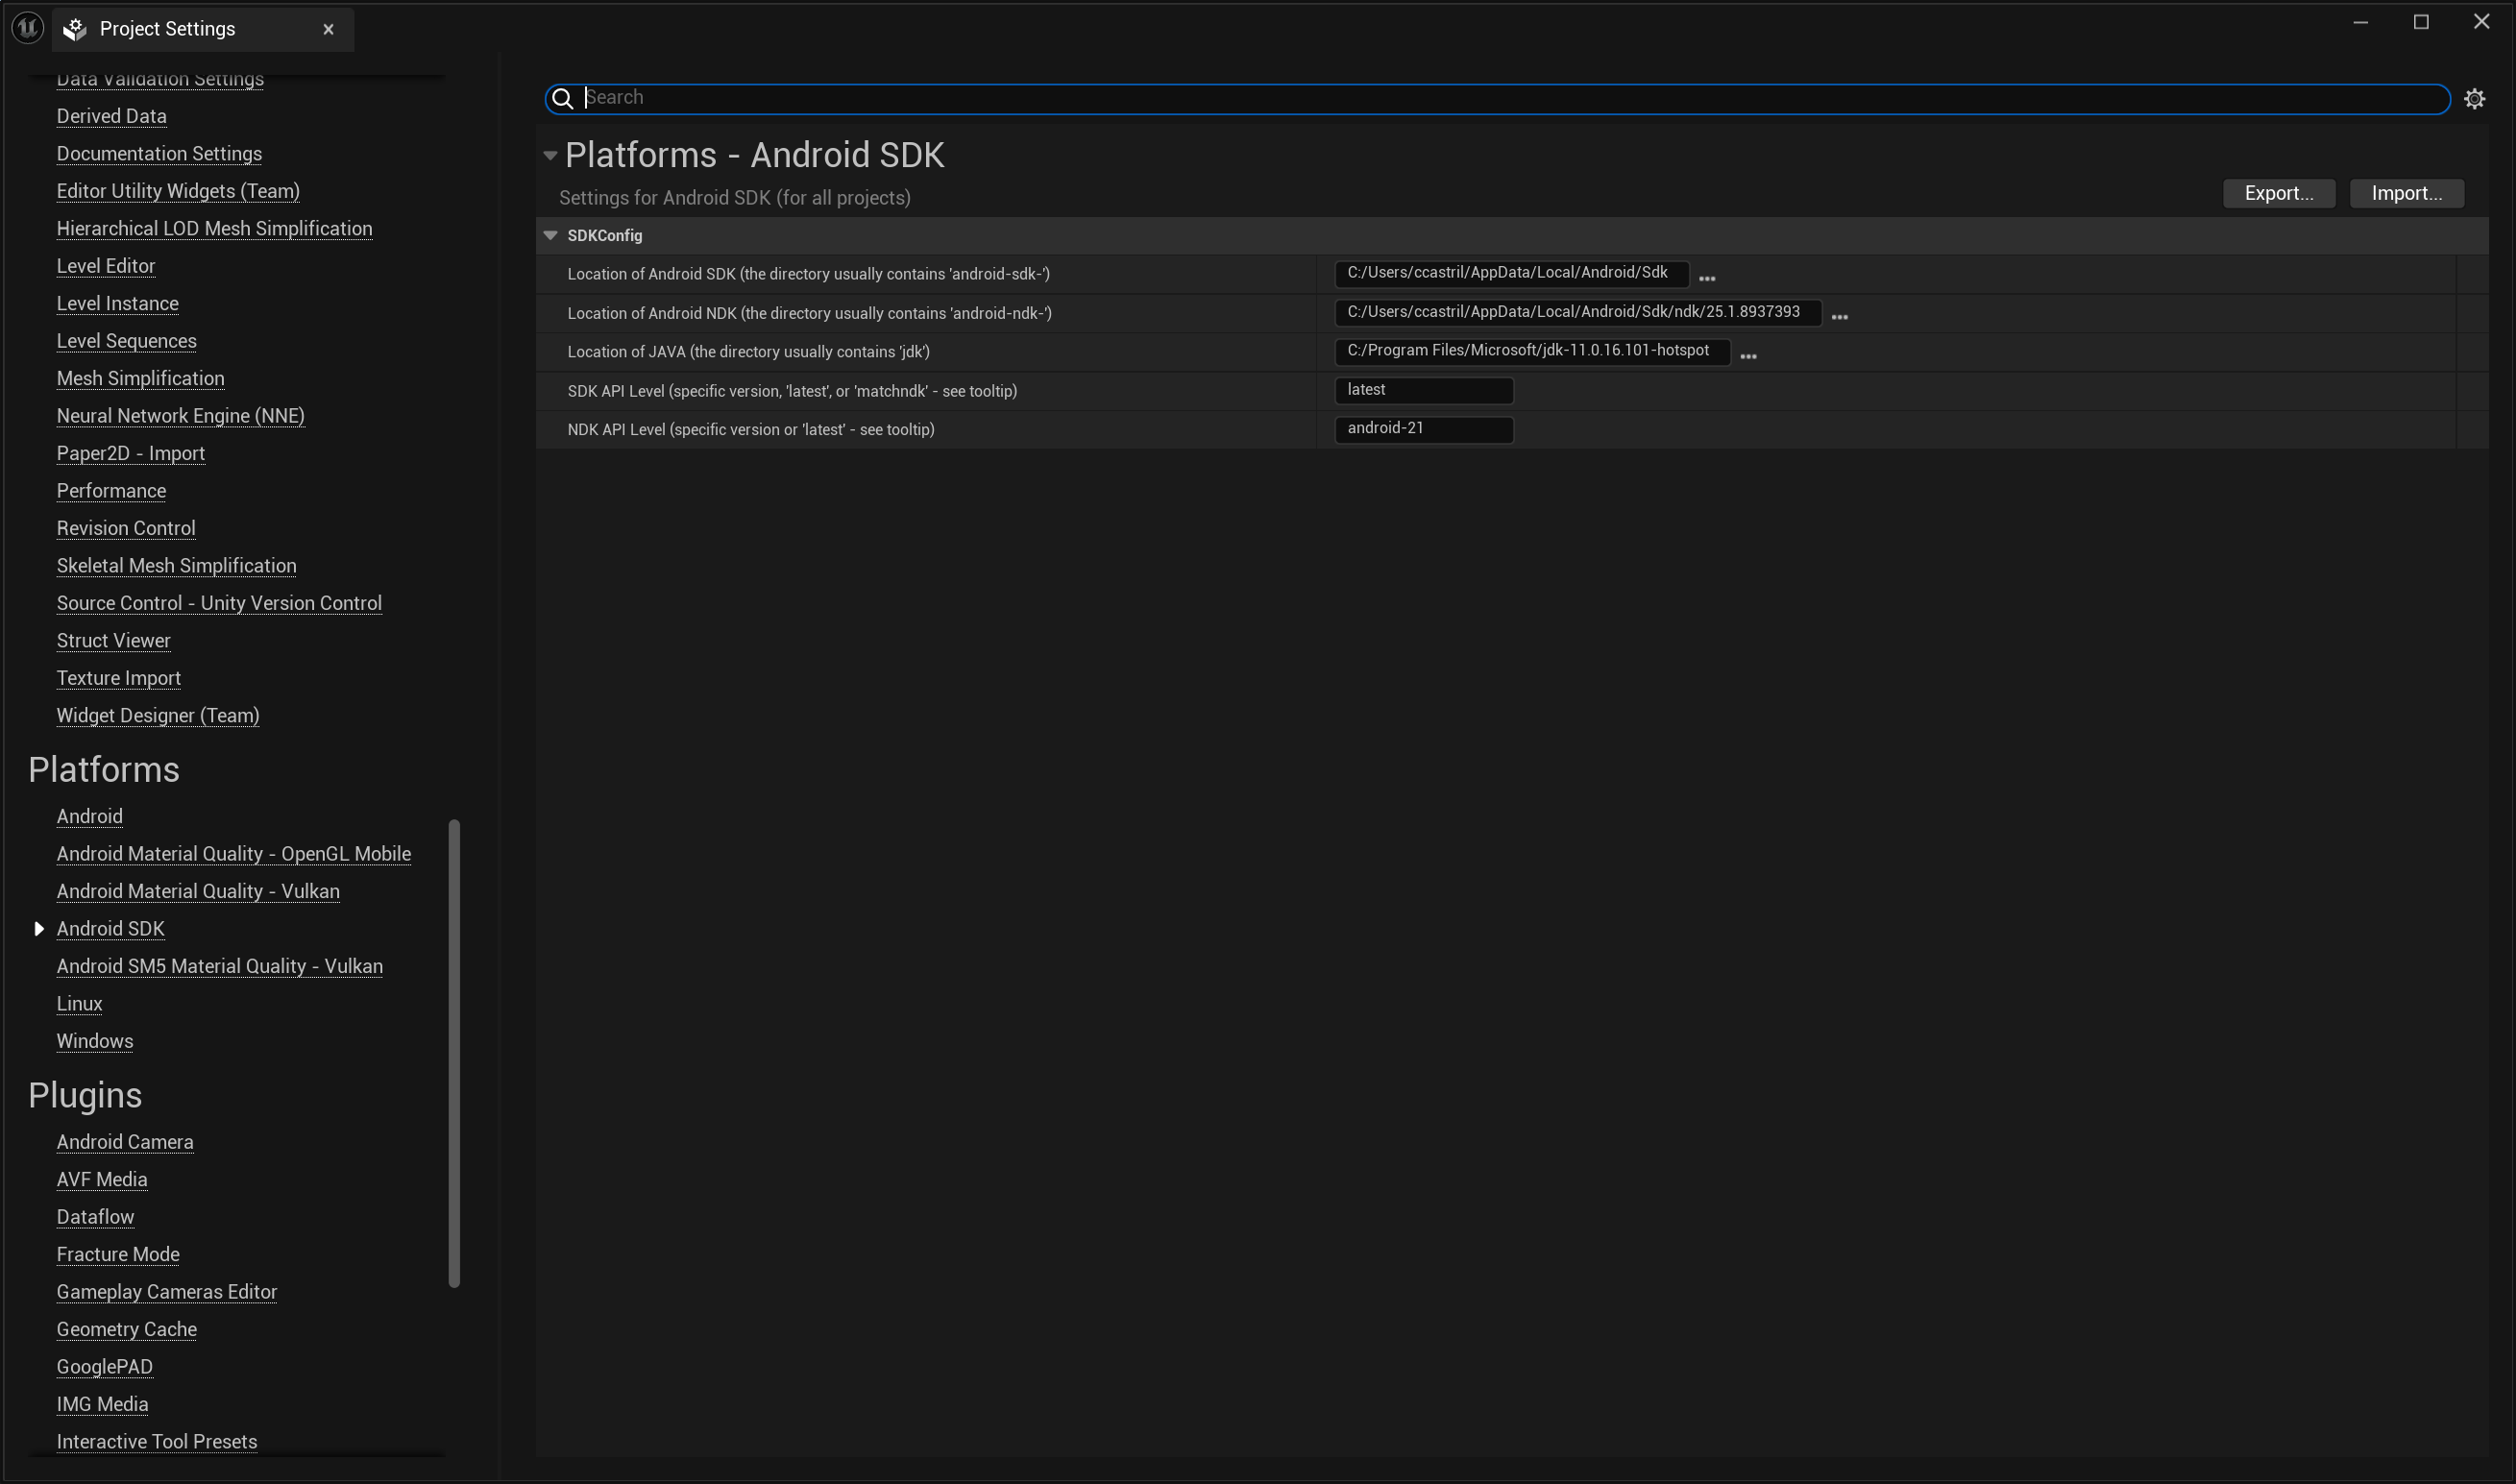 Project Settings
Data Validation Settings
Derived Data
Documentation Settings
Editor Utility Widgets (Team)
Hierarchical LOD Mesh Simplification
Level Editor
Level Instance
Level Sequences
Mesh Simplification
Neural Network Engine (NNE)
Paper2D - Import
Performance
Revision Control
Skeletal Mesh Simplification
Source Control - Unity Version Control
Struct Viewer
Texture Import
Widget Designer (Team)
Platforms
Android
Android Material Quality - OpenGL Mobile
Android Material Quality - Vulkan
Android SDK
Android SM5 Material Quality - Vulkan
Linux
Windows
Plugins
Android Camera
AVF Media
Dataflow
Fracture Mode
Gameplay Cameras Editor
Geometry Cache
GooglePAD
IMG Media
Interactive Tool Presets
Search
Platforms - Android SDK
Settings for Android SDK (for all projects)
Export...
Import...
SDKConfig
Location of Android SDK (the directory usually contains 'android-sdk-') C:/Users/ccastril/AppData/Local/Android/Sdk
Location of Android NDK (the directory usually contains 'android-ndk-') C:/Users/ccastril/AppData/Local/Android/Sdk/ndk/25.1.8937393
Location of JAVA (the directory usually contains 'jdk') C:/Program Files/Microsoft/jdk-11.0.16.101-hotspot
SDK API Level (specific version, 'latest', or 'matchndk' - see tooltip) latest
NDK API Level (specific version or 'latest' - see tooltip) android-21